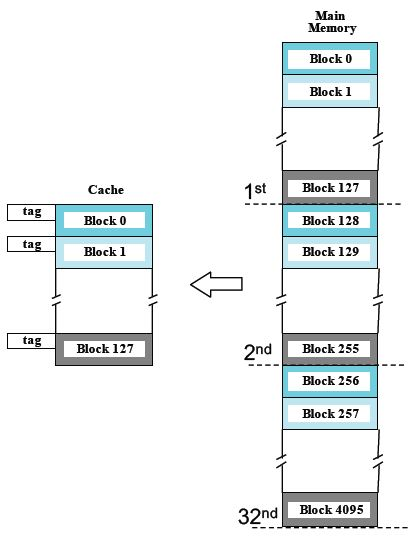 Main
Memory
Block 0
Block 1
Block 127
1st
Cache
tag
Block 0
Block 128
tag
Block 1
Block 129
tag
Block 127
Block 255
2nd
Block 256
Block 257
Block 4095
32nd